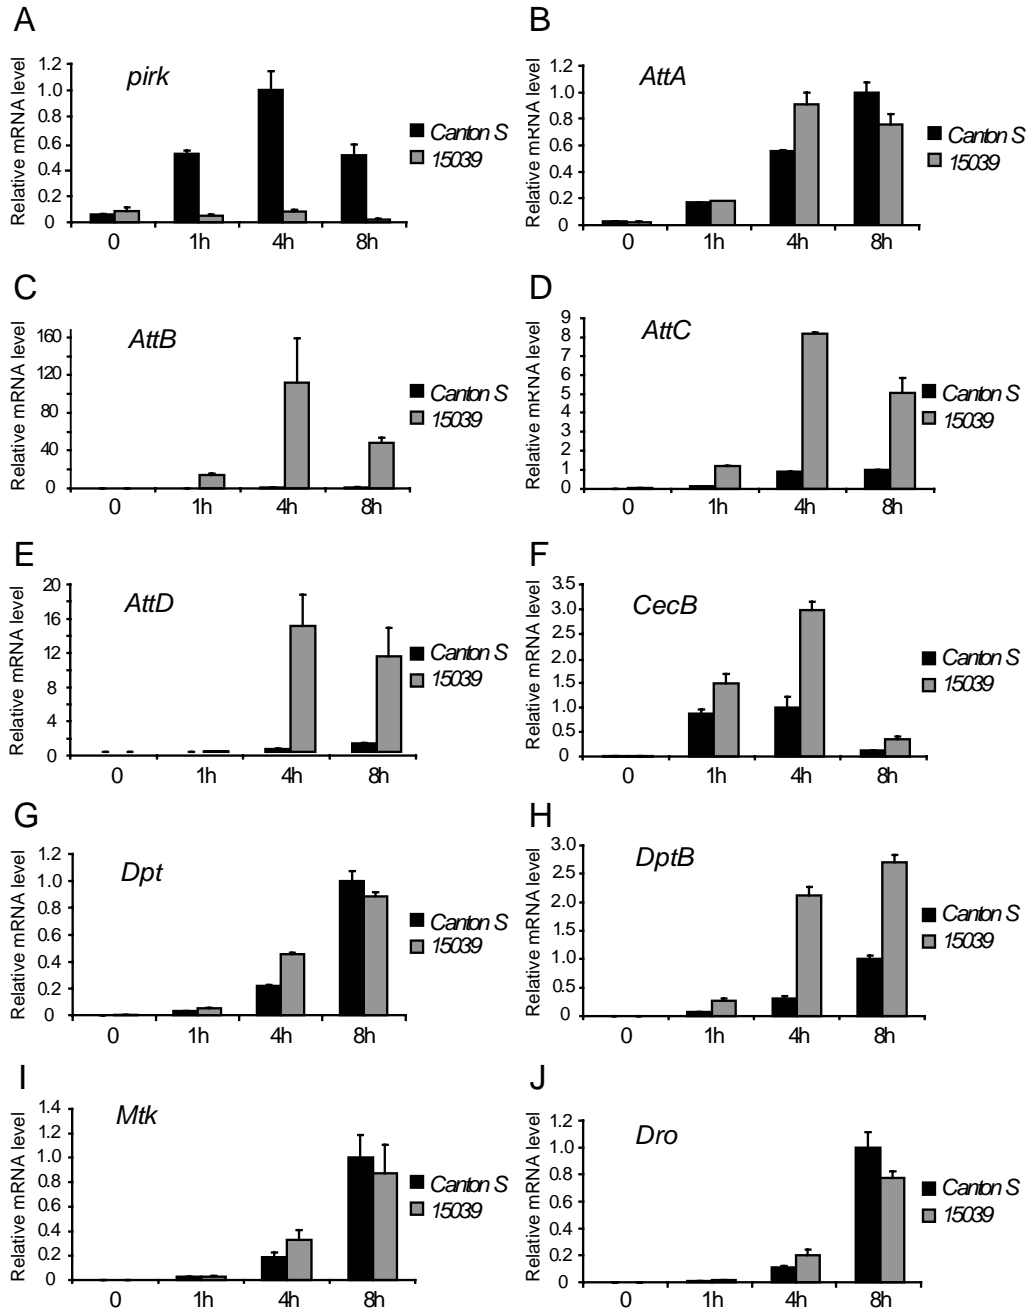 A
pirk
Relative mRNA level
1.2
1.0
0.8
0.6
0.4
0.2
0
0 1h 4h 8h
Canton S
15039
B
AttA
Relative mRNA level
1.2
1.0
0.8
0.6
0.4
0.2
0
0 1h 4h 8h
Canton S
15039
C
AttB
Relative mRNA level
160
120
80
40
0
0 1h 4h 8h
Canton S
15039
D
AttC
Relative mRNA level
9
8
7
6
5
4
3
2
1
0
0 1h 4h 8h
Canton S
15039
E
AttD
Relative mRNA level
20
16
12
8
4
0
0 1h 4h 8h
Canton S
15039
F
CecB
Relative mRNA level
3.5
3.0
2.5
2.0
1.5
1.0
0.5
0
0 1h 4h 8h
Canton S
15039
G
Dpt
Relative mRNA level
1.2
1.0
0.8
0.6
0.4
0.2
0
0 1h 4h 8h
Canton S
15039
H
DptB
Relative mRNA level
3.0
2.5
2.0
1.5
1.0
0.5
0
0 1h 4h 8h
Canton S
15039
I
Mtk
Relative mRNA level
1.4
1.2
1.0
0.8
0.6
0.4
0.2
0
0 1h 4h 8h
Canton S
15039
J
Dro
Relative mRNA level
1.2
1.0
0.8
0.6
0.4
0.2
0
0 1h 4h 8h
Canton S
15039